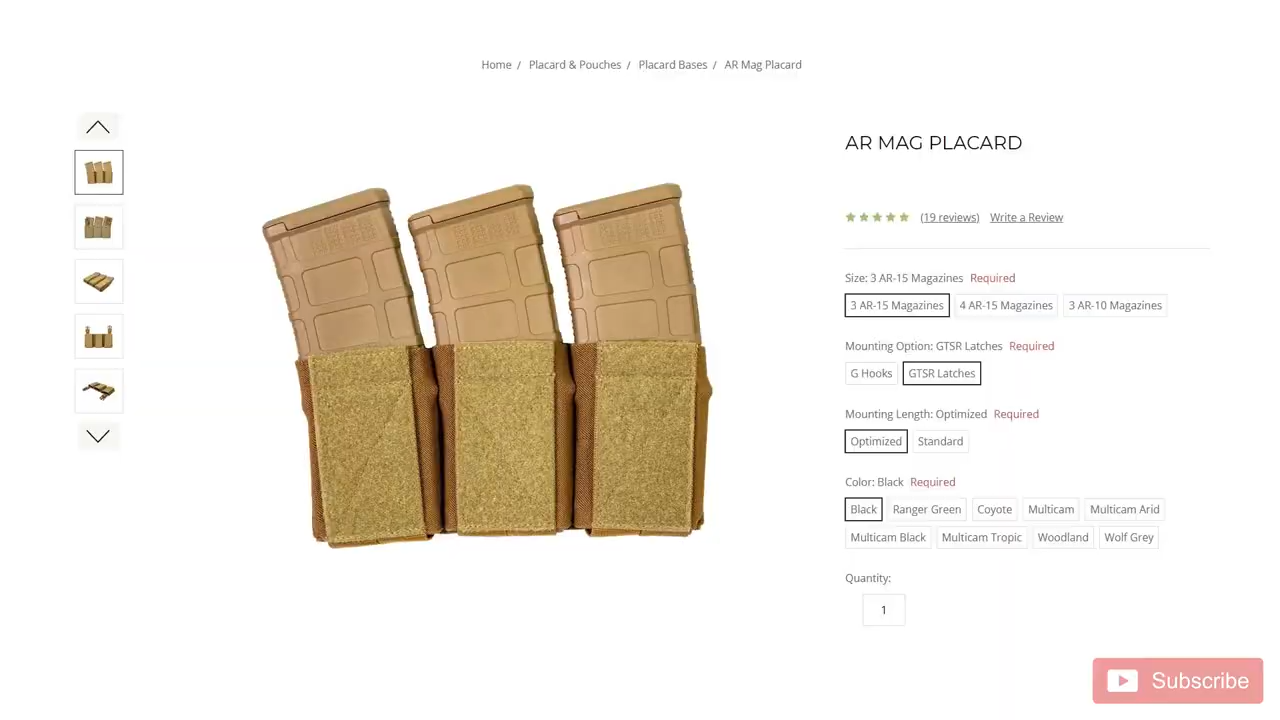 Home / Placard & Pouches / Placard Bases / AR Mag Placard
AR MAG PLACARD
(19 reviews) Write a Review
Size: 3 AR-15 Magazines Required
3 AR-15 Magazines 4 AR-15 Magazines 3 AR-10 Magazines
Mounting Option: GTSR Latches Required
G Hooks GTSR Latches
Mounting Length: Optimized Required
Optimized Standard
Color: Black Required
Black Ranger Green Coyote Multicam Multicam Arid
Multicam Black Multicam Tropic Woodland Wolf Grey
Quantity:
1
Subscribe